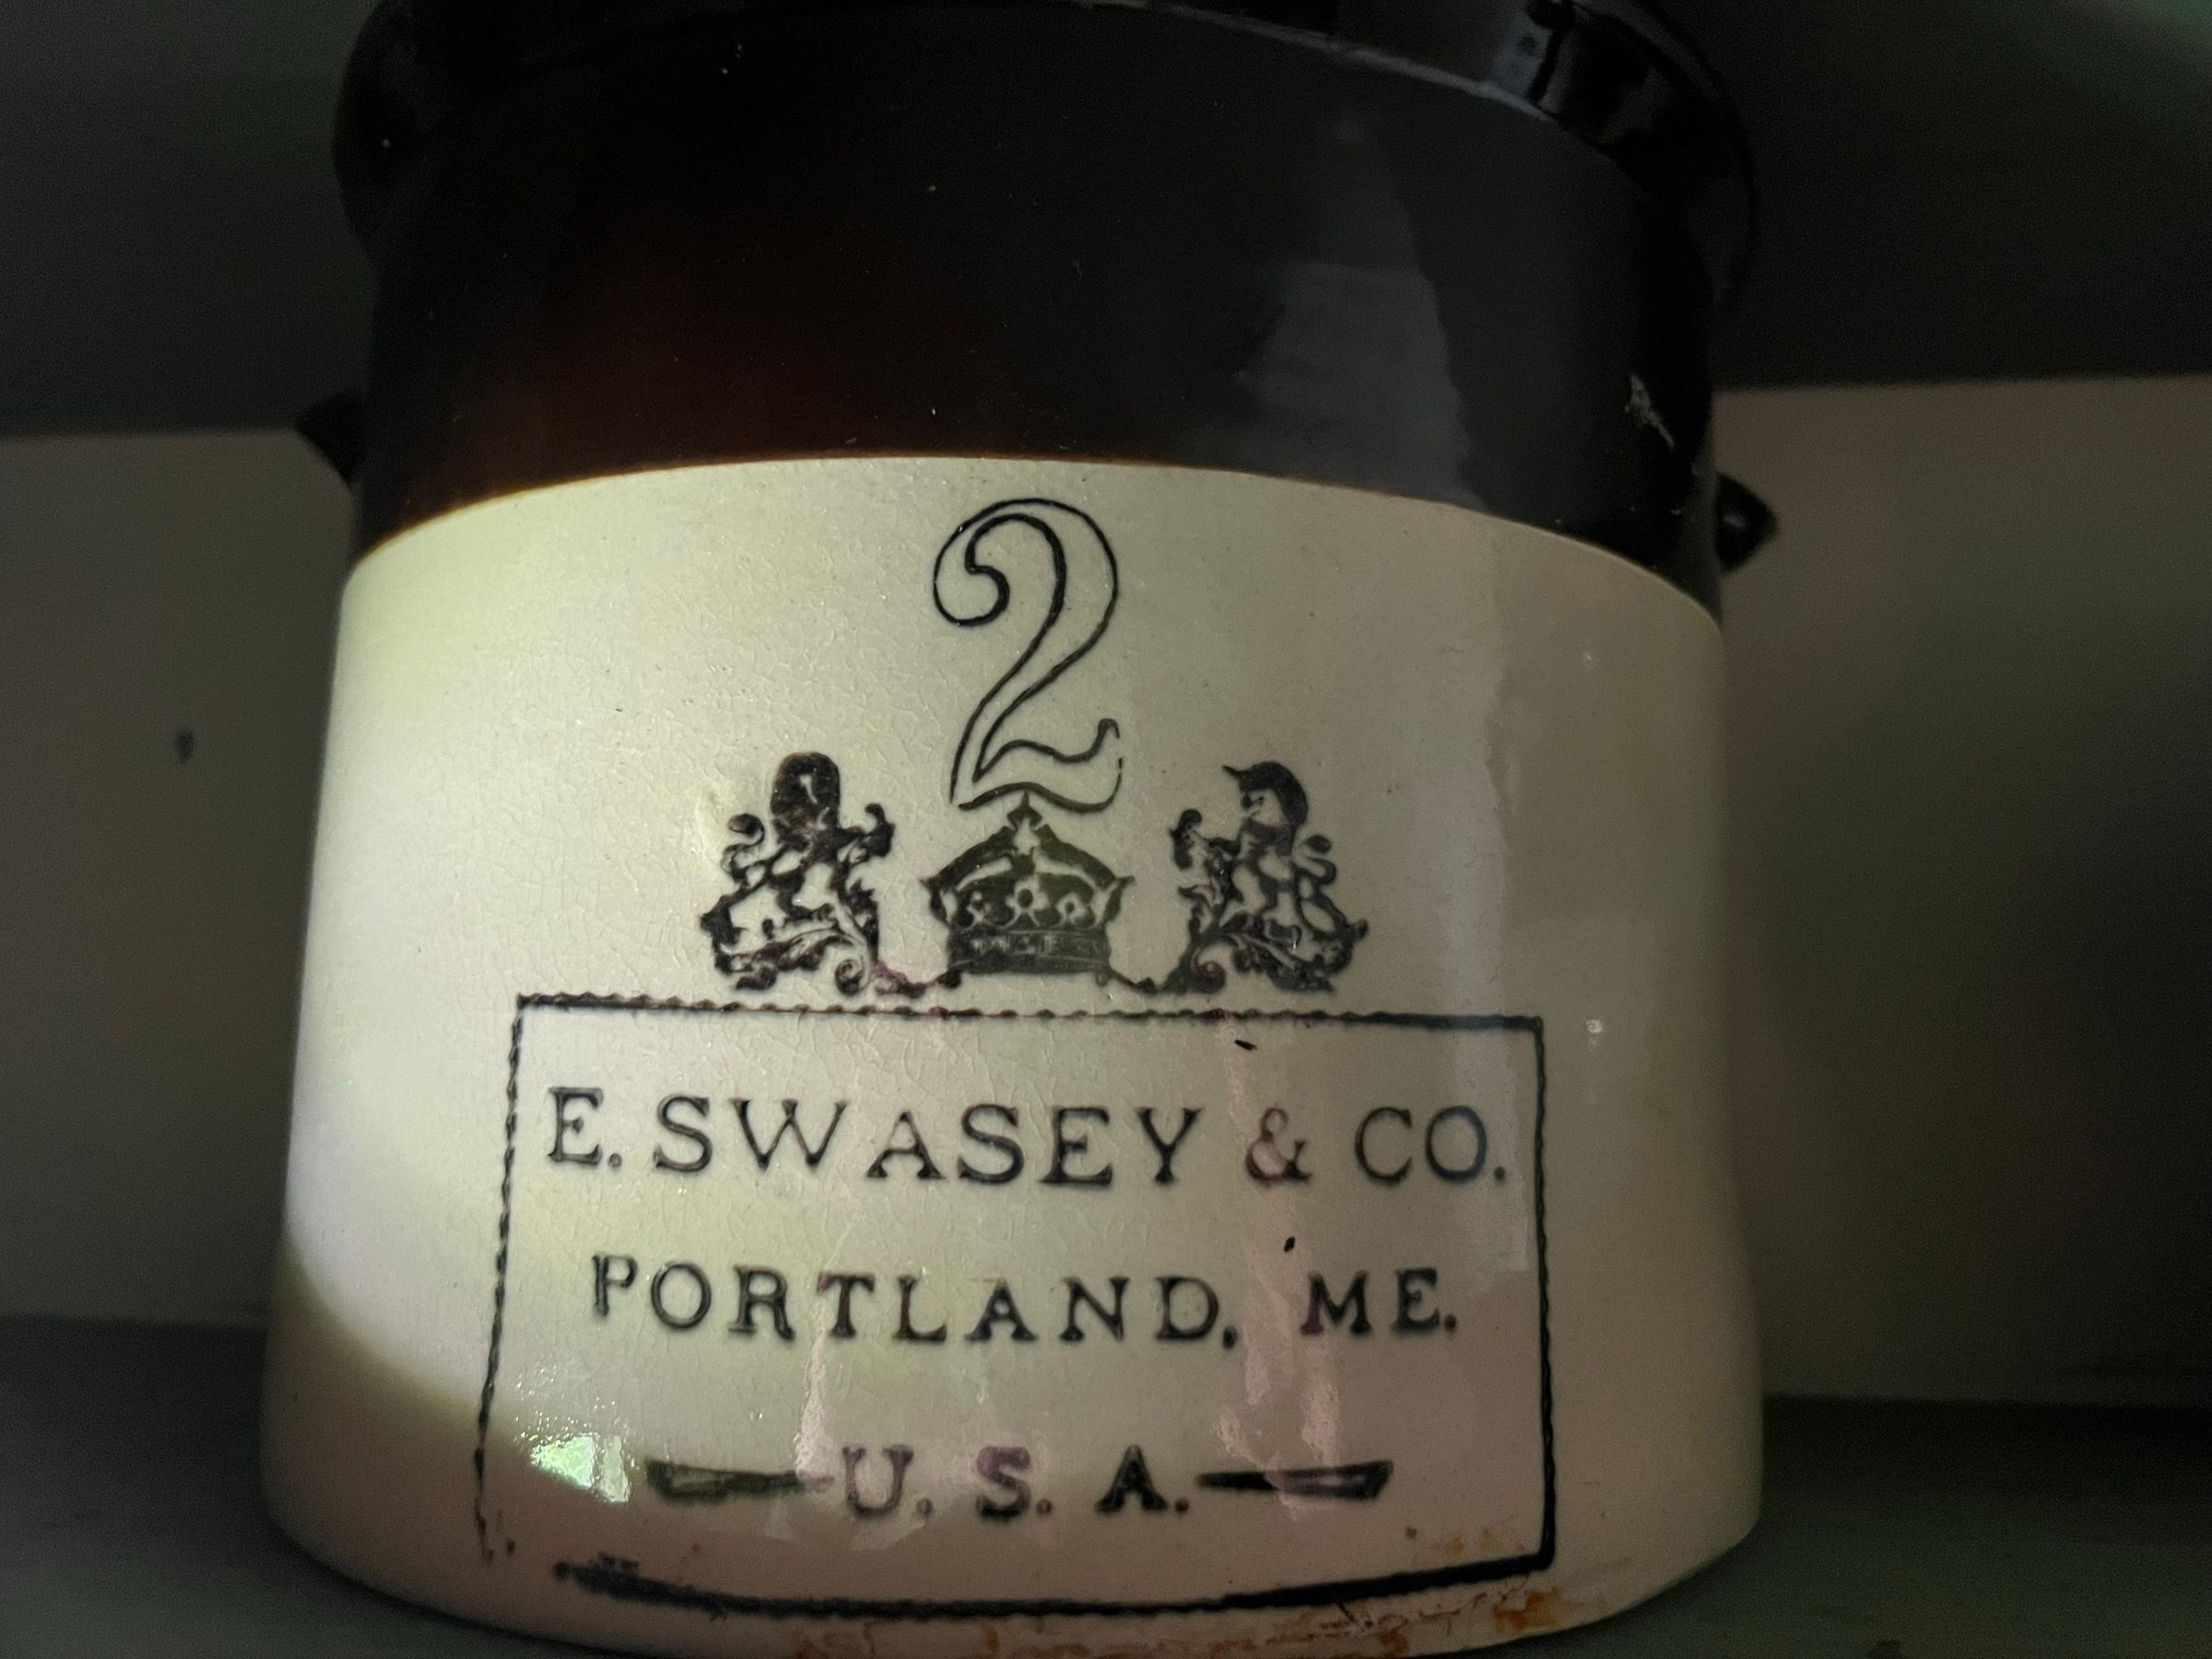 2
E. SWASEY & CO.
PORTLAND, ME.
U. S. A.